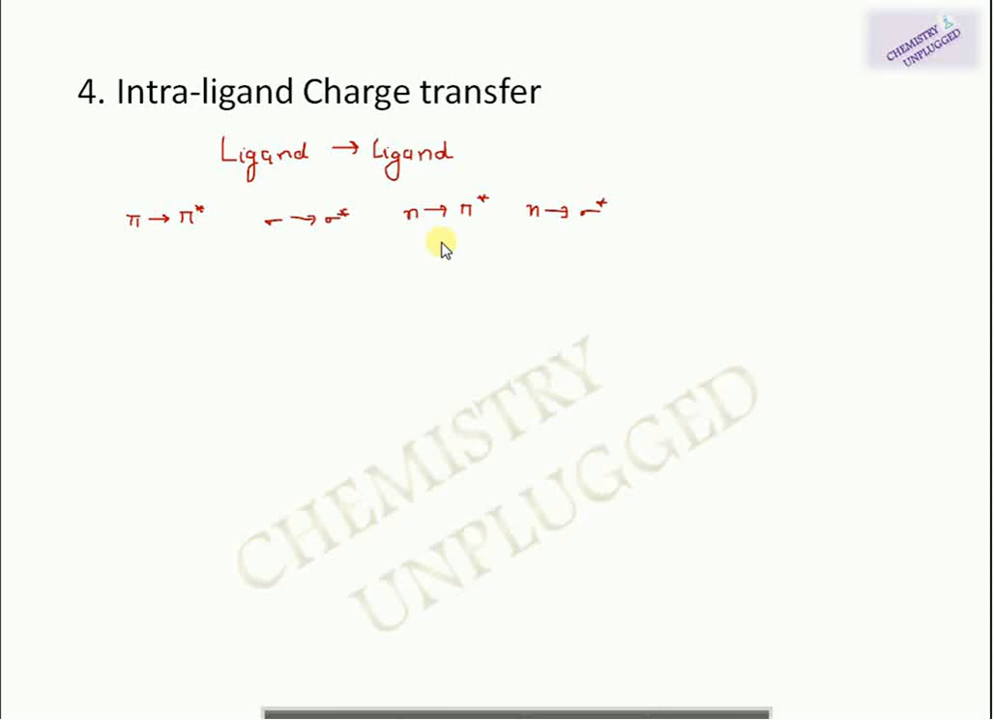 CHEMISTRY
UNPLUGGED
4. Intra-ligand Charge transfer
Ligand → Ligand
π → π* σ → σ* n → π* n → σ*
CHEMISTRY
UNPLUGGED